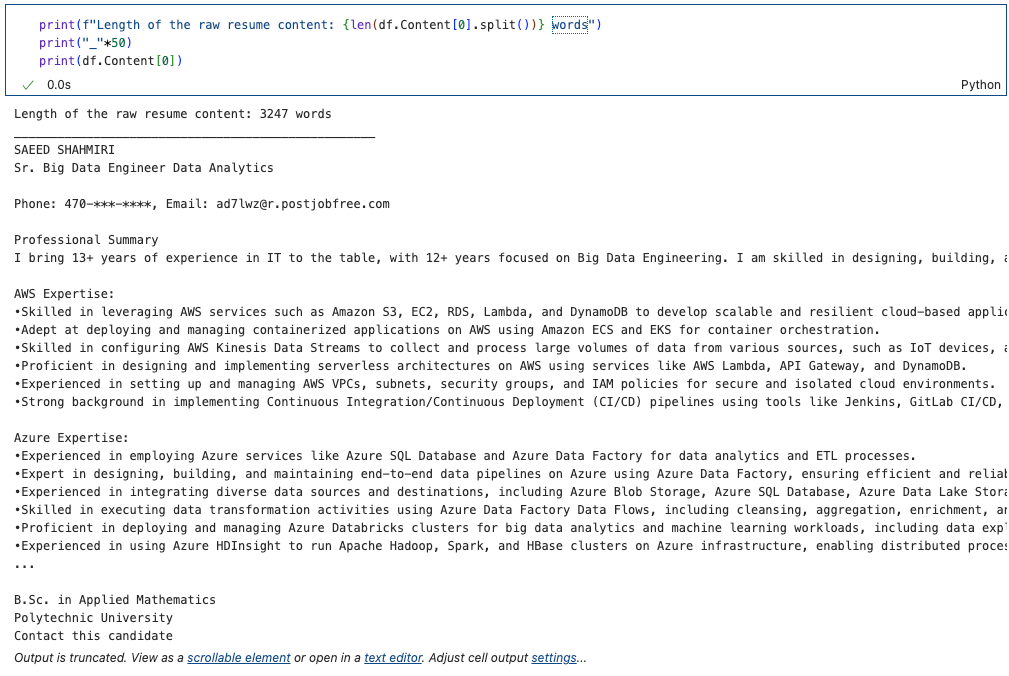 print(f"Length of the raw resume content: {len(df.Content[0].split())} words")
print("_"*50)
print(df.Content[0])
0.0s
Python
Length of the raw resume content: 3247 words
__________________________________________________
SAEED SHAHMIRI
Sr. Big Data Engineer Data Analytics
Phone: 470-***-****, Email: ad7lwz@r.postjobfree.com
Professional Summary
I bring 13+ years of experience in IT to the table, with 12+ years focused on Big Data Engineering. I am skilled in designing, building,
AWS Expertise:
•Skilled in leveraging AWS services such as Amazon S3, EC2, RDS, Lambda, and DynamoDB to develop scalable and resilient cloud-based applic
•Adept at deploying and managing containerized applications on AWS using Amazon ECS and EKS for container orchestration.
•Skilled in configuring AWS Kinesis Data Streams to collect and process large volumes of data from various sources, such as IoT devices,
•Proficient in designing and implementing serverless architectures on AWS using services like AWS Lambda, API Gateway, and DynamoDB.
•Experienced in setting up and managing AWS VPCs, subnets, security groups, and IAM policies for secure and isolated cloud environments.
•Strong background in implementing Continuous Integration/Continuous Deployment (CI/CD) pipelines using tools like Jenkins, GitLab CI/CD,
Azure Expertise:
•Experienced in employing Azure services like Azure SQL Database and Azure Data Factory for data analytics and ETL processes.
•Expert in designing, building, and maintaining end-to-end data pipelines on Azure using Azure Data Factory, ensuring efficient and reliab
•Experienced in integrating diverse data sources and destinations, including Azure Blob Storage, Azure SQL Database, Azure Data Lake Stora
•Skilled in executing data transformation activities using Azure Data Factory Data Flows, including cleansing, aggregation, enrichment, an
•Proficient in deploying and managing Azure Databricks clusters for big data analytics and machine learning workloads, including data expl
•Experienced in using Azure HDInsight to run Apache Hadoop, Spark, and HBase clusters on Azure infrastructure, enabling distributed proces
...
B.Sc. in Applied Mathematics
Polytechnic University
Contact this candidate
Output is truncated. View as a scrollable element or open in a text editor. Adjust cell output settings...